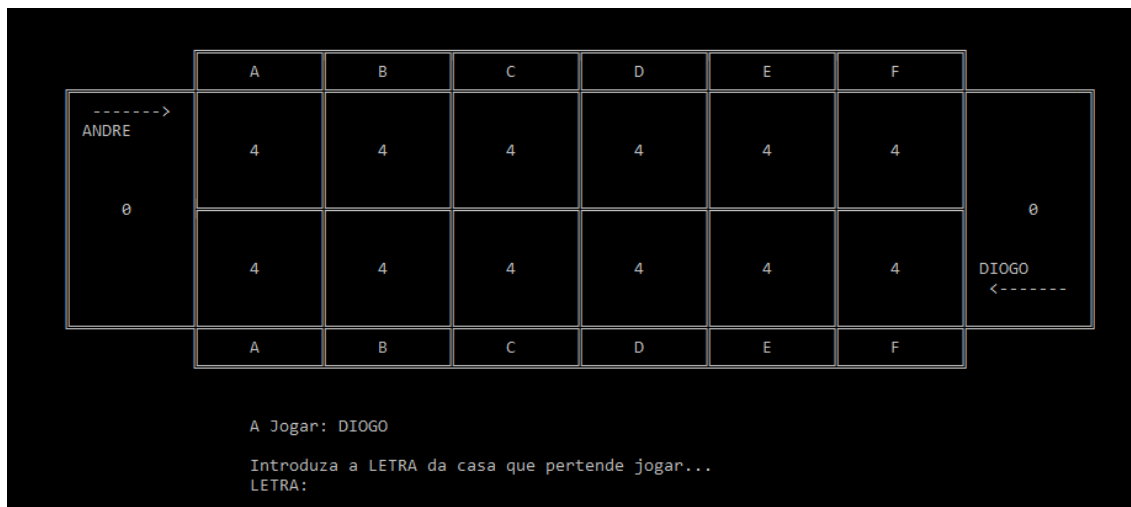 A B C D E F
------->
ANDRE
4 4 4 4 4 4
0 0
4 4 4 4 4 4 DIOGO
<-------
A B C D E F
A Jogar: DIOGO
Introduza a LETRA da casa que pertende jogar...
LETRA: